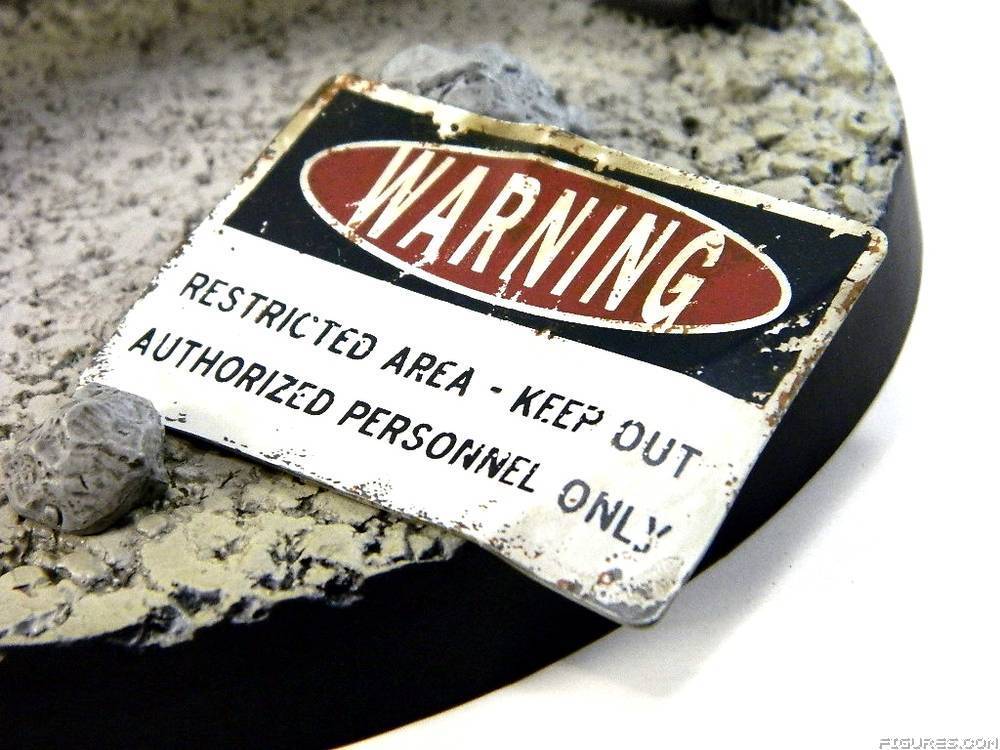 WARNING
RESTRICTED AREA - KEEP OUT
AUTHORIZED PERSONNEL ONLY
FIGURES.COM